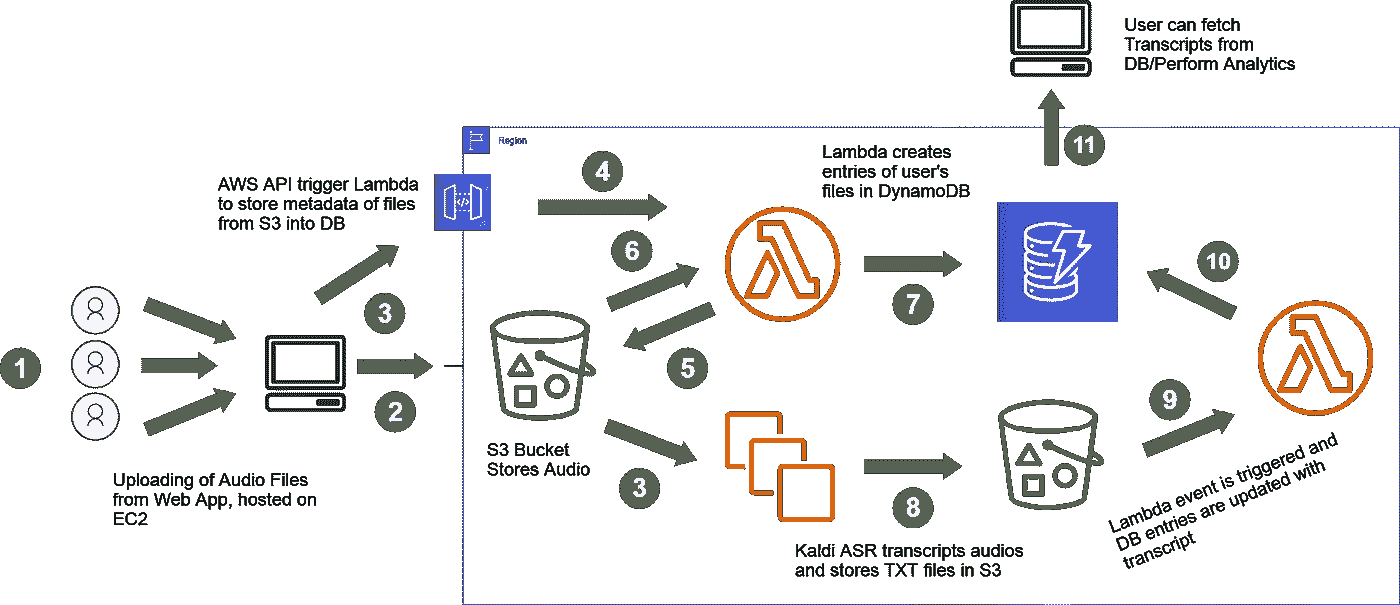 User can fetch
Transcripts from
DB/Perform Analytics
11
Region
AWS API trigger Lambda
to store metadata of files
from S3 into DB
4
Lambda creates
entries of user's
files in DynamoDB
6
10
3
7
1
5
2
9
S3 Bucket
Stores Audio
3
8
Uploading of Audio Files
from Web App, hosted on
EC2
Kaldi ASR transcripts audios
and stores TXT files in S3
Lambda event is triggered and
DB entries are updated with
transcript